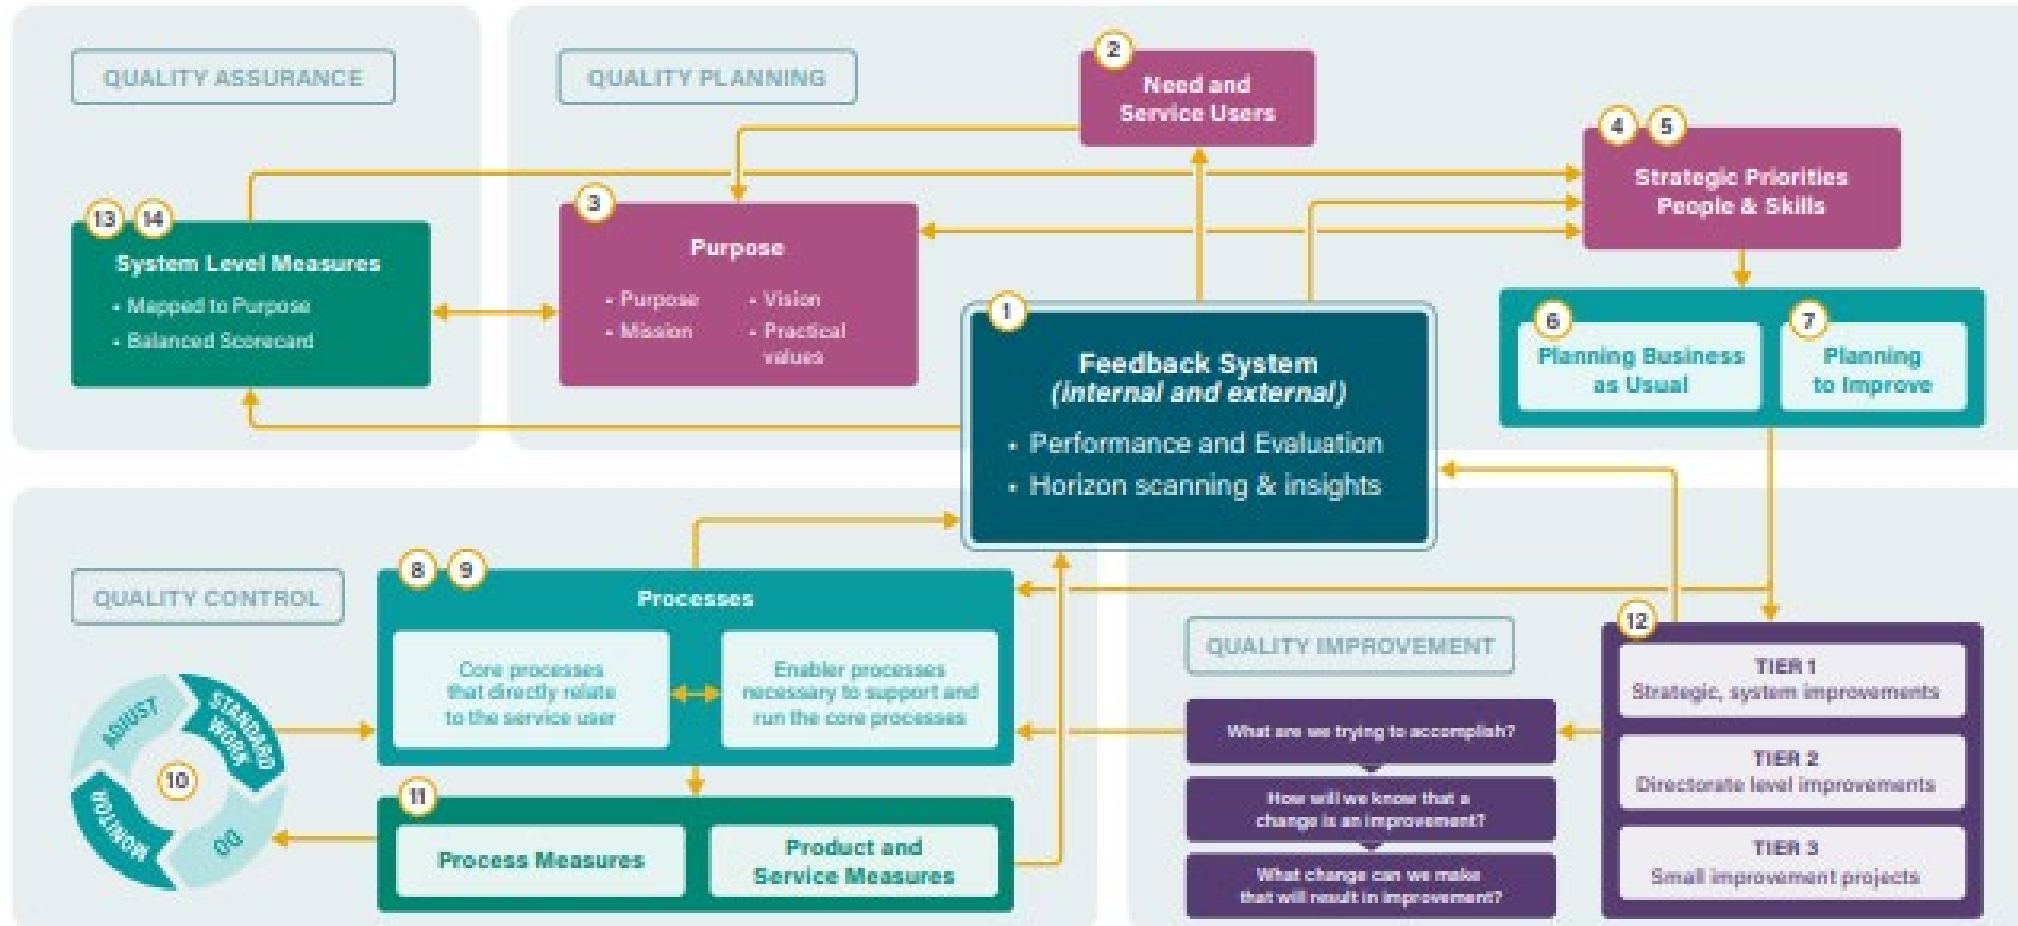 QUALITY ASSURANCE
QUALITY PLANNING
2
Need and
Service Users
4 5
Strategic Priorities
People & Skills
13 14
System Level Measures
• Mapped to Purpose
• Balanced Scorecard
3
Purpose
• Purpose
• Mission
• Vision
• Practical
values
1
Feedback System
(internal and external)
• Performance and Evaluation
• Horizon scanning & insights
6
Planning Business
as Usual
7
Planning
to Improve
QUALITY CONTROL
8 9
Processes
Core processes
that directly relate
to the service user
Enabler processes
necessary to support and
run the core processes
ADJUST
STANDARD
WORK
10
MONITOR
DO
11
Process Measures
Product and
Service Measures
QUALITY IMPROVEMENT
What are we trying to accomplish?
How will we know that a
change is an improvement?
What change can we make
that will result in improvement?
12
TIER 1
Strategic, system improvements
TIER 2
Directorate level improvements
TIER 3
Small improvement projects